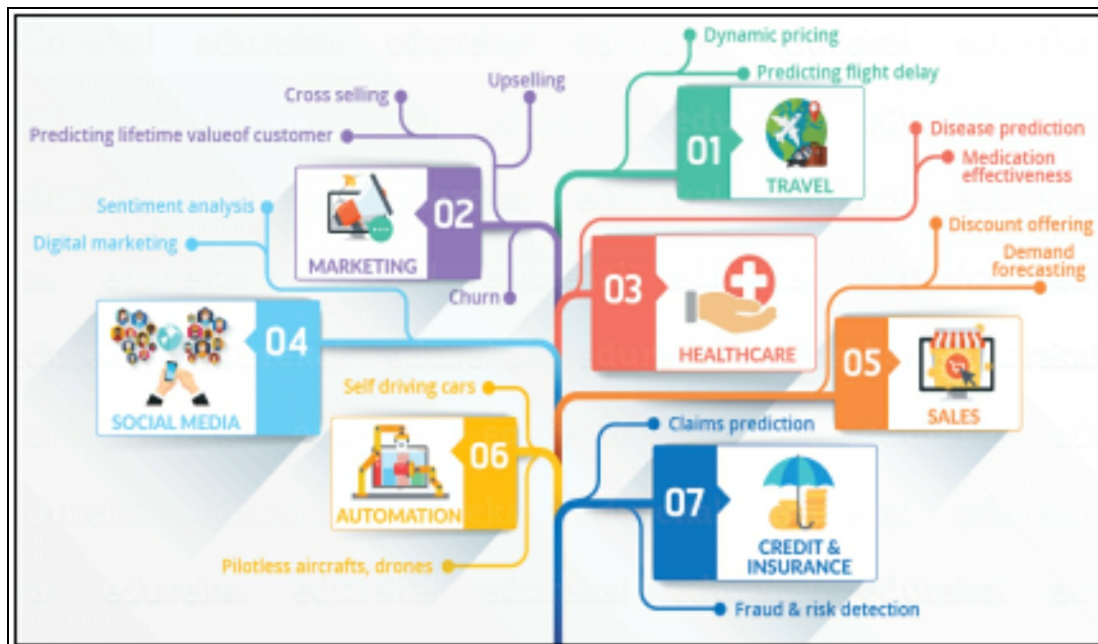 Dynamic pricing
Predicting flight delay
01
TRAVEL
Upselling
Cross selling
Predicting lifetime valueof customer
02
MARKETING
Churn
Disease prediction
Medication
effectiveness
03
HEALTHCARE
Sentiment analysis
Digital marketing
04
SOCIAL MEDIA
Discount offering
Demand
forecasting
05
SALES
Self driving cars
06
AUTOMATION
Pilotless aircrafts, drones
Claims prediction
07
CREDIT &
INSURANCE
Fraud & risk detection